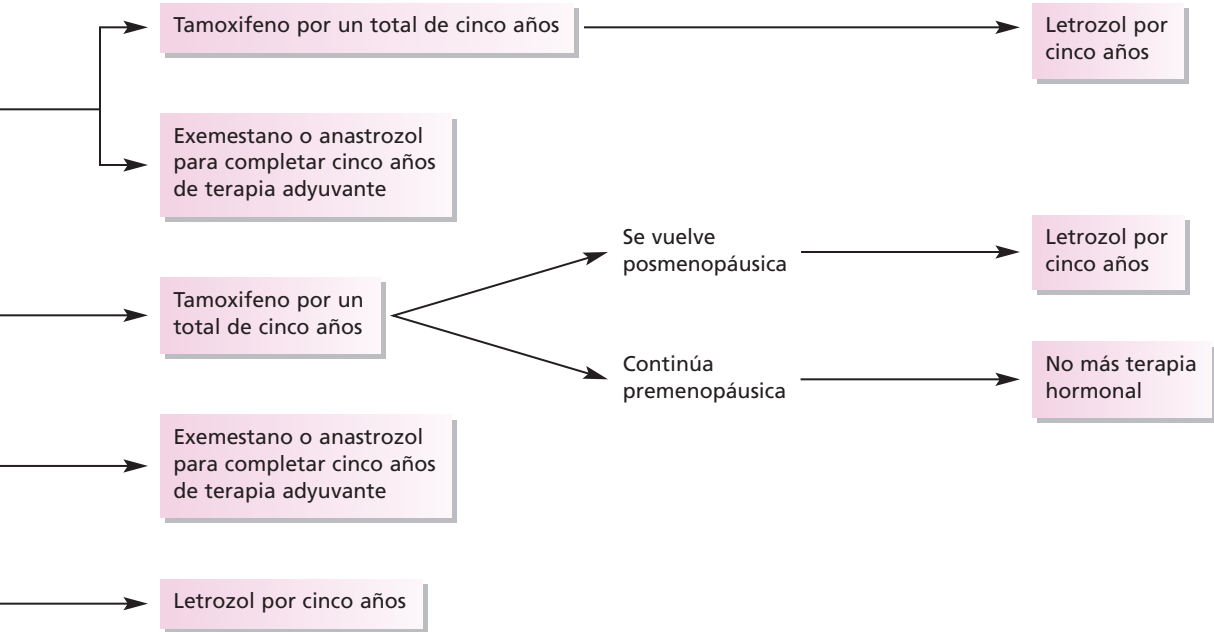 Tamoxifeno por un total de cinco años
Letrozol por
cinco años
Exemestano o anastrozol
para completar cinco años
de terapia adyuvante
Se vuelve
posmenopáusica
Letrozol por
cinco años
Tamoxifeno por un
total de cinco años
Continúa
premenopáusica
No más terapia
hormonal
Exemestano o anastrozol
para completar cinco años
de terapia adyuvante
Letrozol por cinco años